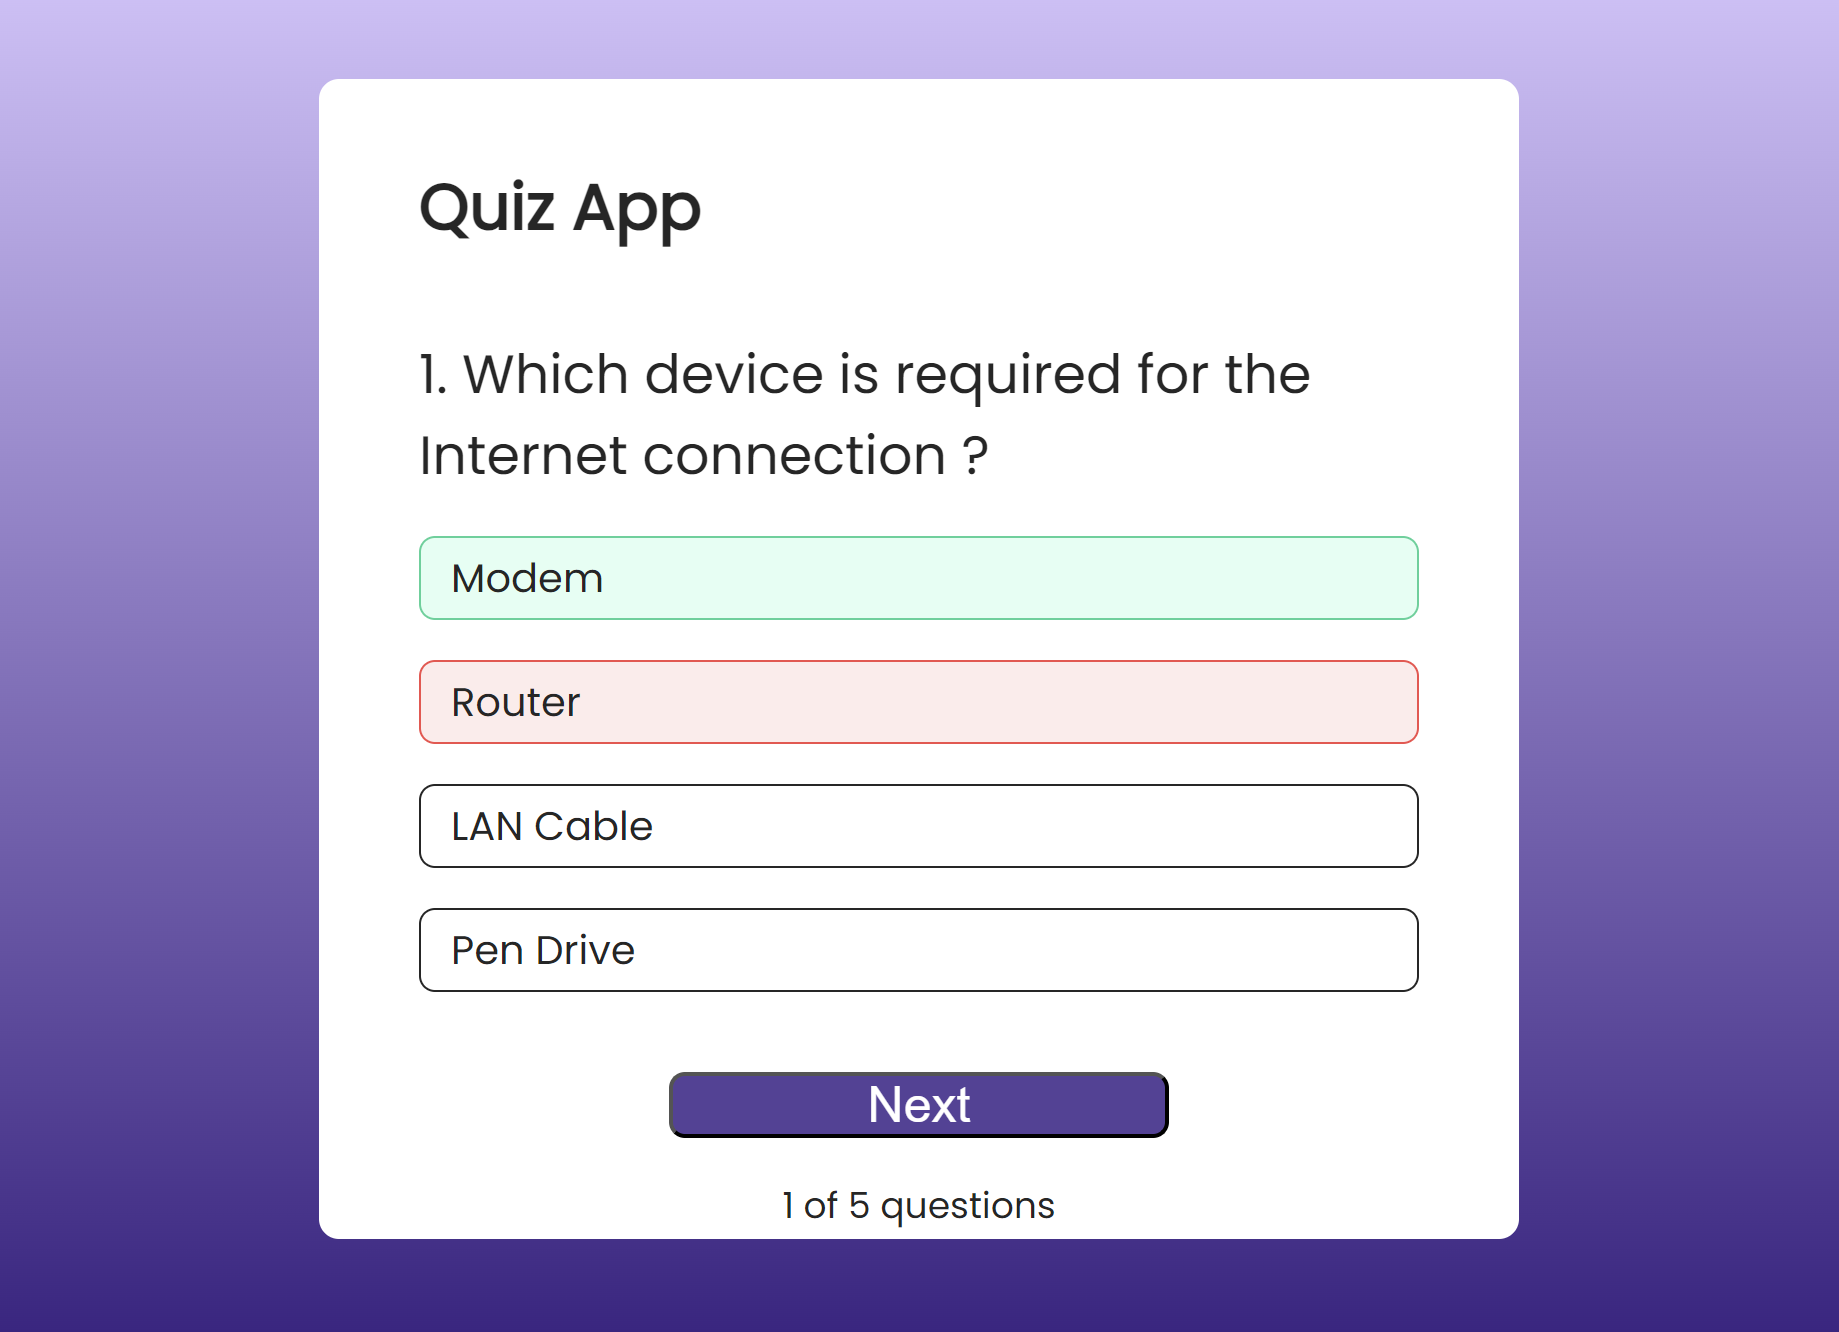 Quiz App
1. Which device is required for the
Internet connection ?
Modem
Router
LAN Cable
Pen Drive
Next
1 of 5 questions